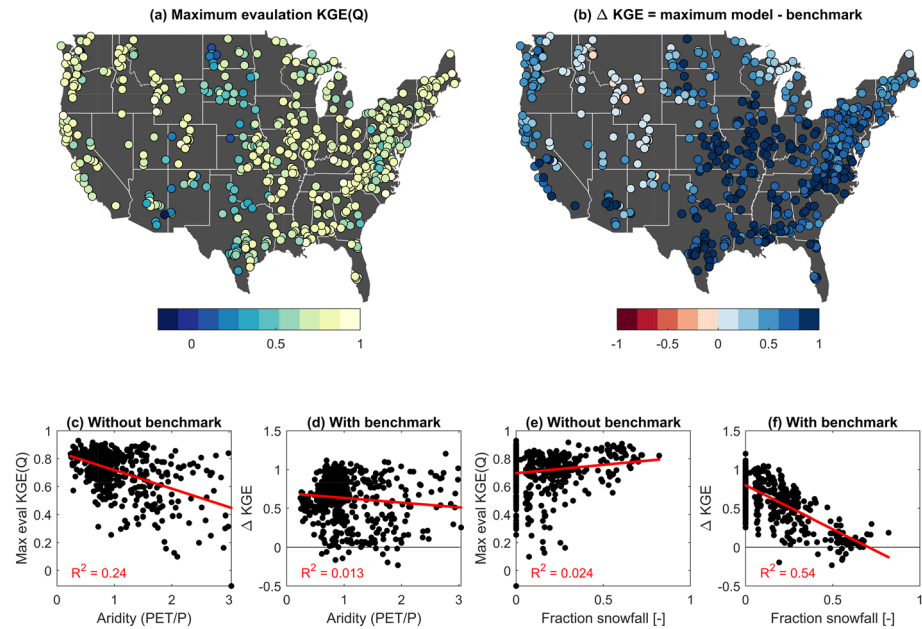 (a) Maximum evaulation KGE(Q)
(b) Δ KGE = maximum model - benchmark
0 0.5 1
-1 -0.5 0 0.5 1
(c) Without benchmark
(d) With benchmark
(e) Without benchmark
(f) With benchmark
Max eval KGE(Q)
1
0.8
0.6
0.4
0.2
0
R² = 0.24
0 1 2 3
Aridity (PET/P)
Δ KGE
1.5
1
0.5
0
-0.5
R² = 0.013
0 1 2 3
Aridity (PET/P)
Max eval KGE(Q)
1
0.8
0.6
0.4
0.2
0
R² = 0.024
0 0.5 1
Fraction snowfall [-]
Δ KGE
1.5
1
0.5
0
-0.5
R² = 0.54
0 0.5 1
Fraction snowfall [-]